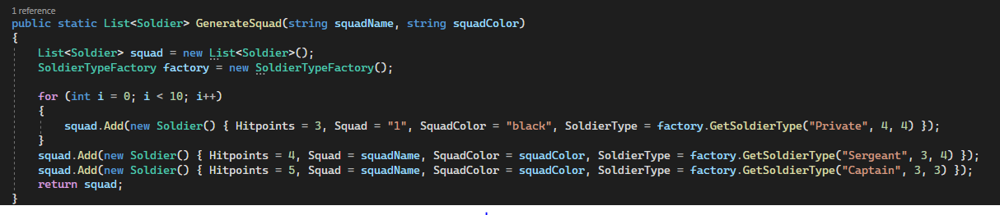 1 reference
public static List<Soldier> GenerateSquad(string squadName, string squadColor)
{
    List<Soldier> squad = new List<Soldier>();
    SoldierTypeFactory factory = new SoldierTypeFactory();

    for (int i = 0; i < 10; i++)
    {
        squad.Add(new Soldier() { Hitpoints = 3, Squad = "1", SquadColor = "black", SoldierType = factory.GetSoldierType("Private", 4, 4) });
    }
    squad.Add(new Soldier() { Hitpoints = 4, Squad = squadName, SquadColor = squadColor, SoldierType = factory.GetSoldierType("Sergeant", 3, 4) });
    squad.Add(new Soldier() { Hitpoints = 5, Squad = squadName, SquadColor = squadColor, SoldierType = factory.GetSoldierType("Captain", 3, 3) });
    return squad;
}